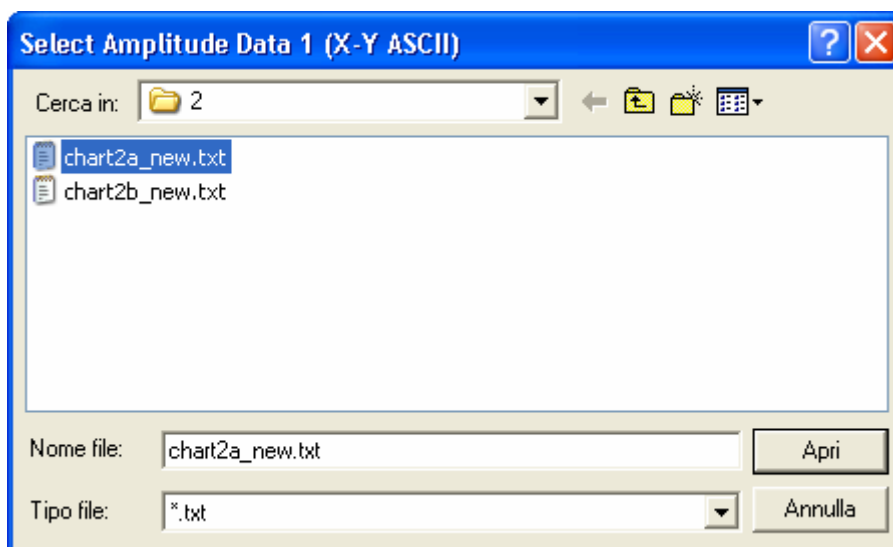 Select Amplitude Data 1 (X-Y ASCII)
Cerca in: 2
chart2a_new.txt
chart2b_new.txt
Nome file: chart2a_new.txt Apri
Tipo file: *.txt Annulla